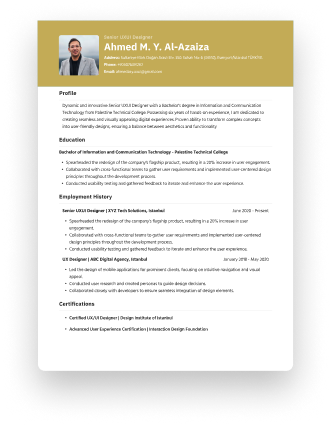 Senior UX/UI Designer
Ahmed M. Y. Al-Azaiza
Address:
Phone:
Email:
Profile
Dynamic and innovative Senior UX/UI Designer with a Bachelor's degree in Information and Communication
Technology from Palestine Technical College. Possessing six years of hands-on experience, I am dedicated to
creating seamless and visually appealing digital experiences. Proven ability to transform complex concepts
into user-friendly designs, ensuring a balance between aesthetics and functionality.
Education
Bachelor of Information and Communication Technology - Palestine Technical College
• Spearheaded the redesign of the company's flagship product, resulting in a 20% increase in user engagement.
• Collaborated with cross-functional teams to gather user requirements and implemented user-centered design
principles throughout the development process.
• Conducted usability testing and gathered feedback to iterate and enhance the user experience.
Employment History
Senior UX/UI Designer | XYZ Tech Solutions, Istanbul June 2020 - Present
• Spearheaded the redesign of the company's flagship product, resulting in a 20% increase in user
engagement.
• Collaborated with cross-functional teams to gather user requirements and implemented user-centered
design principles throughout the development process.
• Conducted usability testing and gathered feedback to iterate and enhance the user experience.
UX Designer | ABC Digital Agency, Istanbul January 2018 - May 2020
• Led the design of mobile applications for prominent clients, focusing on intuitive navigation and visual
appeal.
• Conducted user research and created personas to guide design decisions.
• Collaborated closely with developers to ensure seamless integration of design elements.
Certifications
• Certified UX/UI Designer | Design Institute of Istanbul
• Advanced User Experience Certification | Interaction Design Foundation